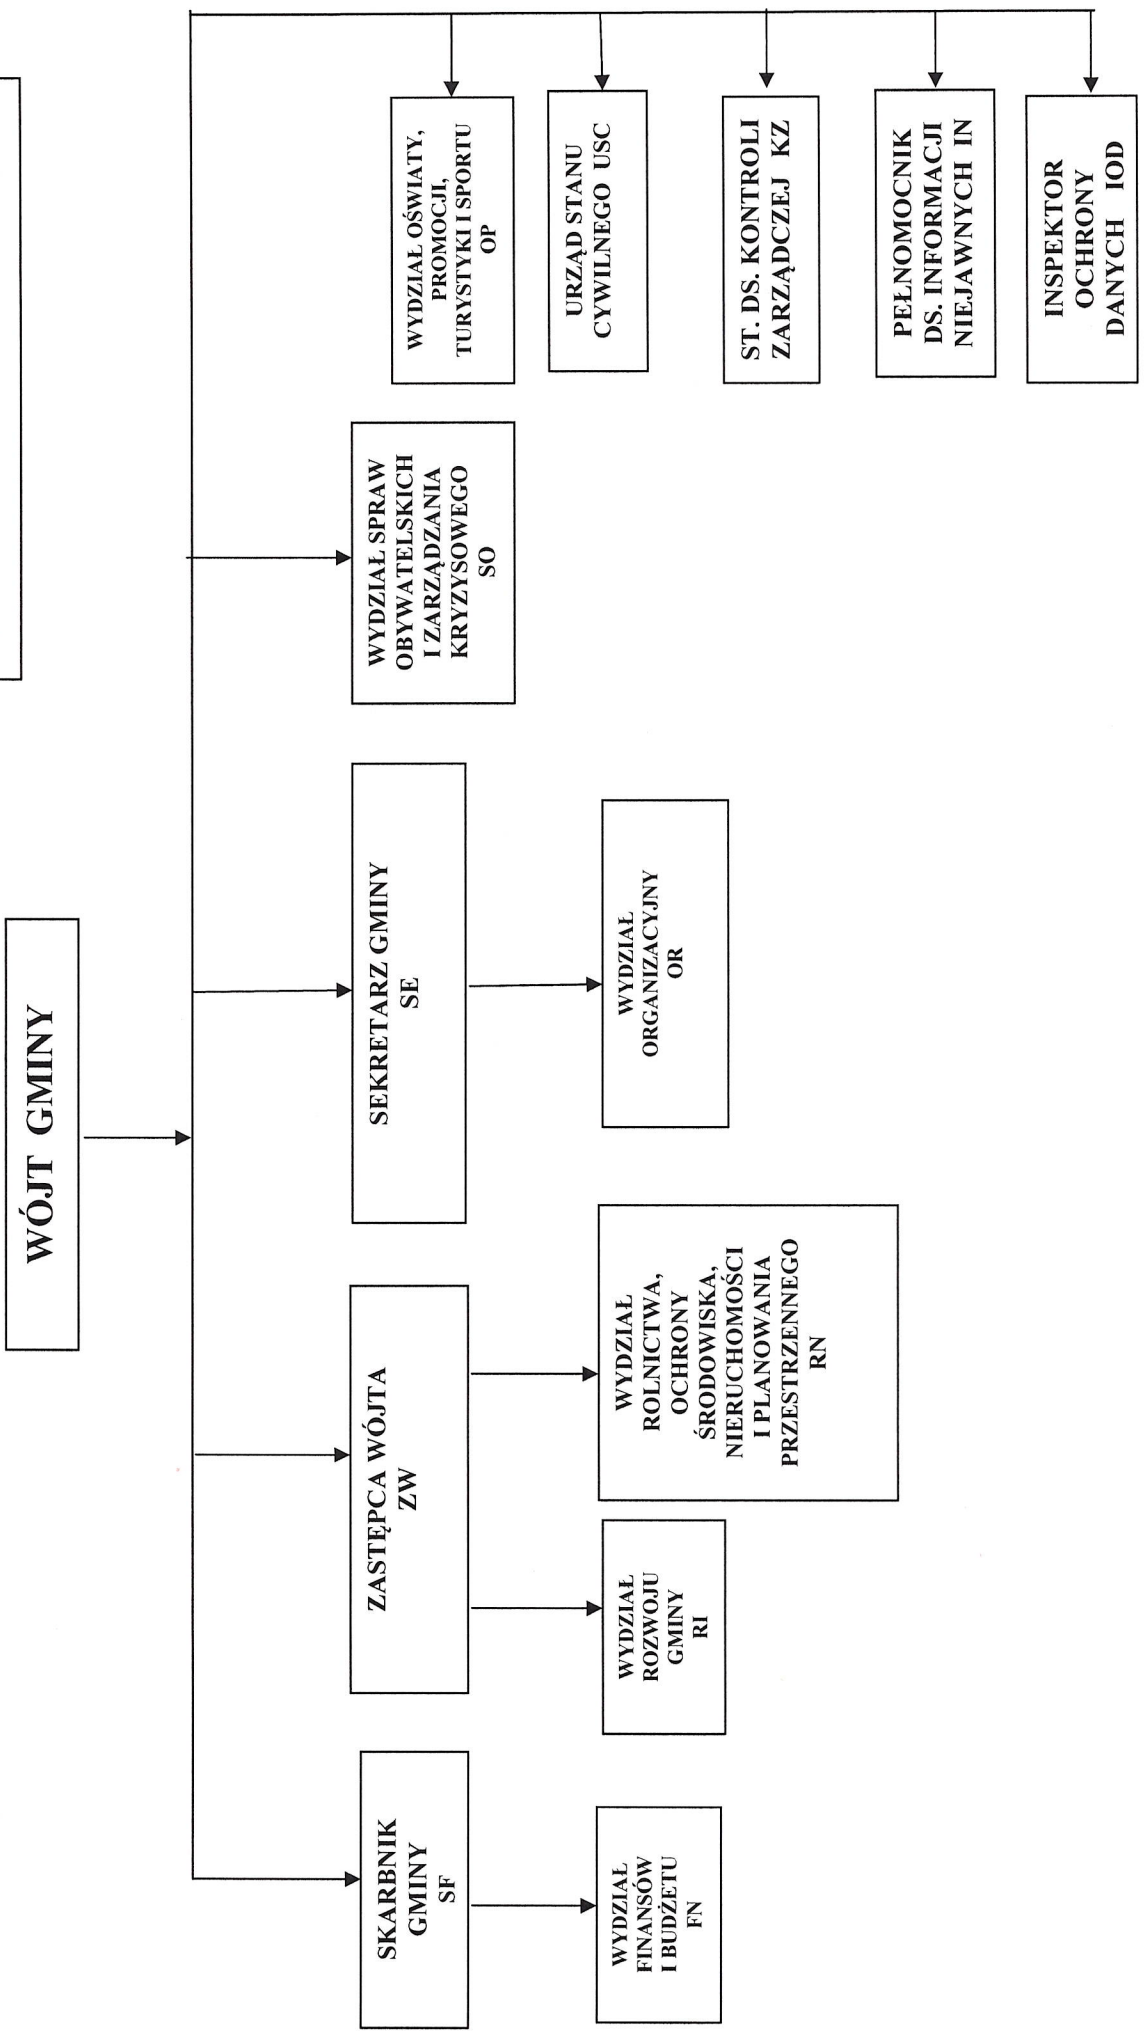 WÓJT GMINY
SKARBNIK
GMINY
SF
ZASTĘPCA WÓJTA
ZW
SEKRETARZ GMINY
SE
WYDZIAŁ SPRAW
OBYWATELSKICH
I ZARZĄDZANIA
KRYZYSOWEGO
SO
WYDZIAŁ OŚWIATY,
PROMOCJI,
TURYSTYKI I SPORTU
OP
URZĄD STANU
CYWILNEGO USC
ST. DS. KONTROLI
ZARZĄDCZEJ KZ
PEŁNOMOCNIK
DS. INFORMACJI
NIEJAWNYCH IN
INSPEKTOR
OCHRONY
DANYCH IOD
WYDZIAŁ
FINANSÓW
I BUDŻETU
FN
WYDZIAŁ
ROZWOJU
GMINY
RI
WYDZIAŁ
ROLNICTWA,
OCHRONY
ŚRODOWISKA,
NIERUCHOMOŚCI
I PLANOWANIA
PRZESTRZENNEGO
RN
WYDZIAŁ
ORGANIZACYJNY
OR